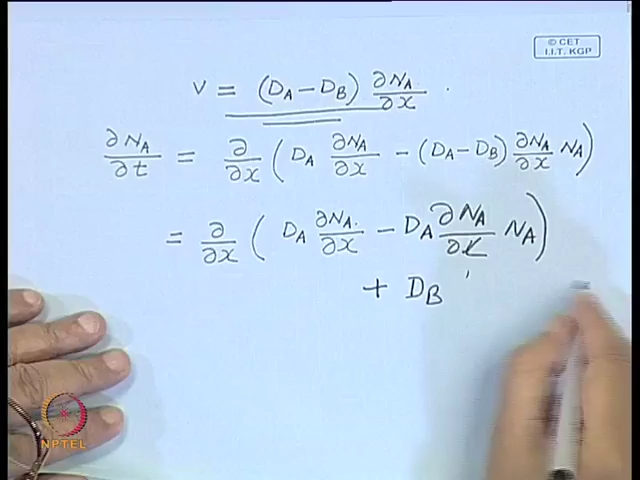 © CET
I.I.T. KGP
v = (D_A − D_B) ∂N_A/∂x .
∂N_A/∂t = ∂/∂x ( D_A ∂N_A/∂x − (D_A − D_B) ∂N_A/∂x N_A )
= ∂/∂x ( D_A ∂N_A/∂x − D_A ∂N_A/∂x N_A )
+ D_B
NPTEL